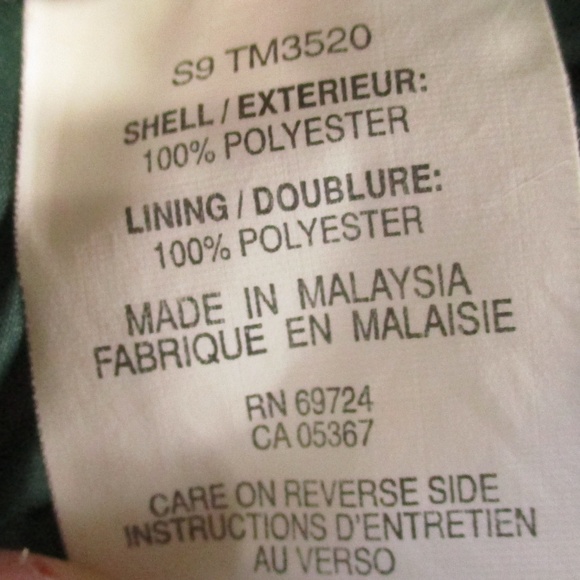 S9 TM3520
SHELL / EXTERIEUR:
100% POLYESTER
LINING / DOUBLURE:
100% POLYESTER
MADE IN MALAYSIA
FABRIQUE EN MALAISIE
RN 69724
CA 05367
CARE ON REVERSE SIDE
INSTRUCTIONS D'ENTRETIEN
AU VERSO